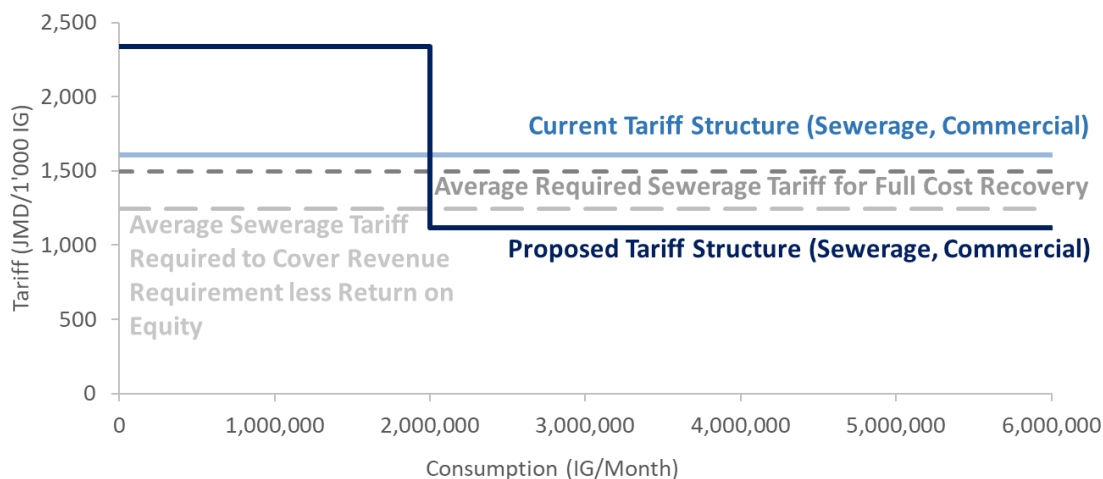 2,500
2,000
1,500
1,000
500
0
Tariff (JMD/1'000 IG)
Current Tariff Structure (Sewerage, Commercial)
Average Required Sewerage Tariff for Full Cost Recovery
Average Sewerage Tariff
Required to Cover Revenue
Requirement less Return on
Equity
Proposed Tariff Structure (Sewerage, Commercial)
0
1,000,000
2,000,000
3,000,000
4,000,000
5,000,000
6,000,000
Consumption (IG/Month)